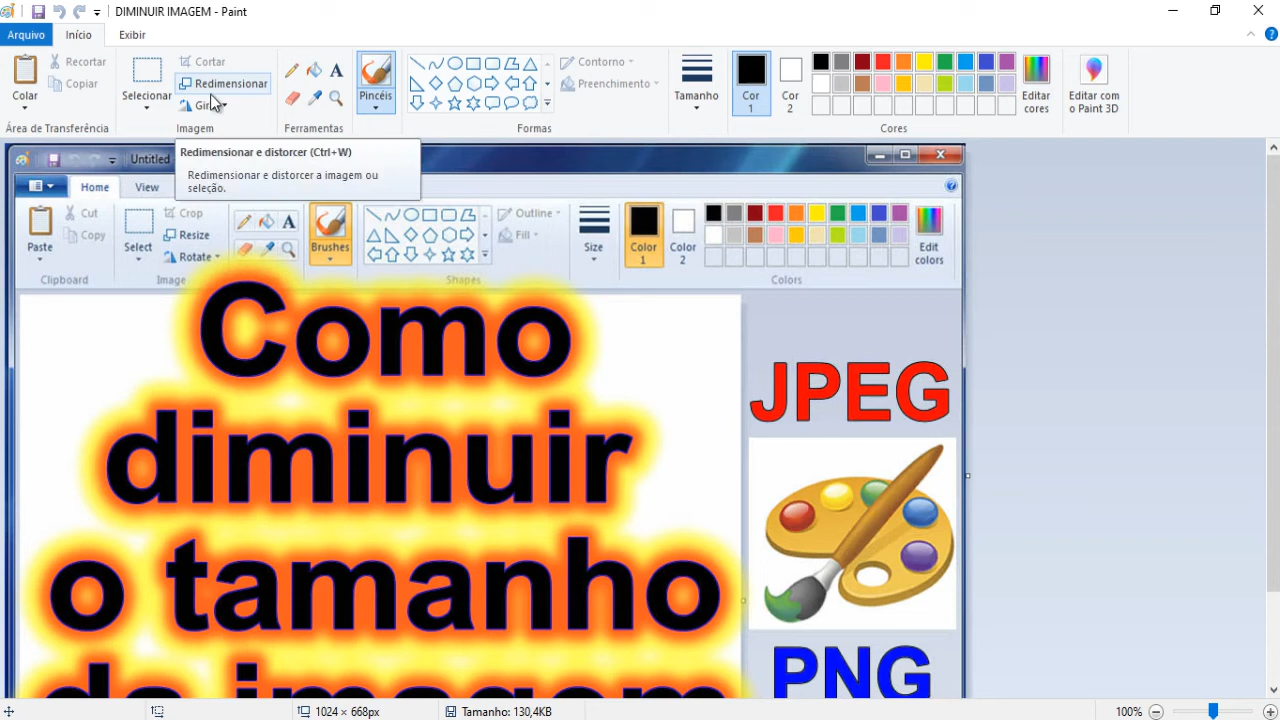 DIMINUIR IMAGEM - Paint
Arquivo Início Exibir
Colar
Recortar
Copiar
Área de Transferência
Selecionar
Cortar
Redimensionar
Imagem
Ferramentas
Pincéis
Contorno
Preenchimento
Formas
Tamanho
Cor 1
Cor 2
Editar cores
Cores
Editar com o Paint 3D
Redimensionar e distorcer (Ctrl+W)
Redimensionar e distorcer a imagem ou
seleção.
Untitled
Home View
Paste
Cut
Copy
Clipboard
Select
Crop
Resize
Rotate
Image
Brushes
Outline
Fill
Shapes
Size
Color 1
Color 2
Edit colors
Colors
Como
diminuir
o tamanho
da imagem
JPEG
PNG
1024 × 668px
Tamanho: 130,4KB
100%